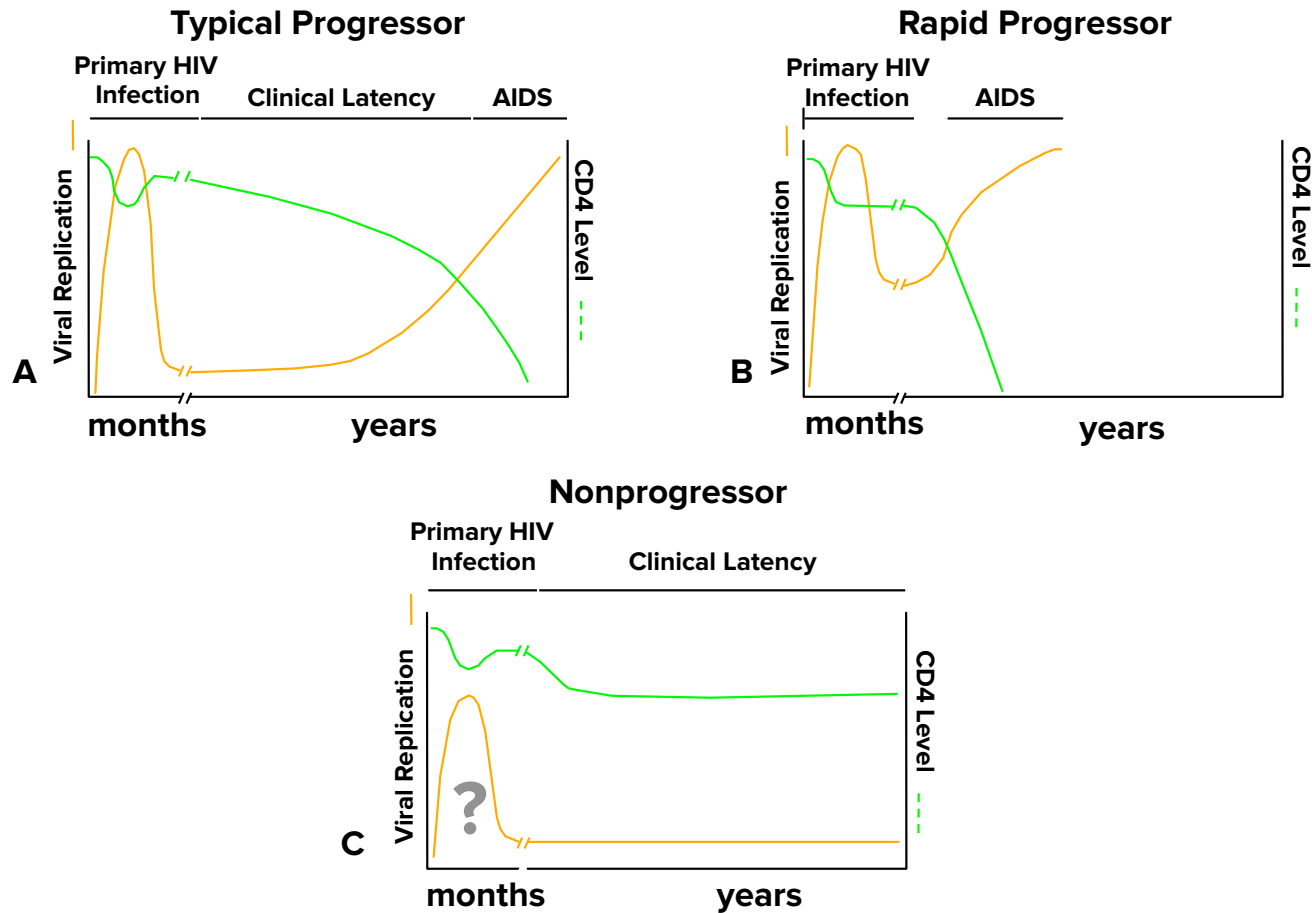 Typical Progressor
Primary HIV
Infection
Clinical Latency
AIDS
Viral Replication
CD4 Level
A
months
years
Rapid Progressor
Primary HIV
Infection
AIDS
Viral Replication
CD4 Level
B
months
years
Nonprogressor
Primary HIV
Infection
Clinical Latency
Viral Replication
CD4 Level
?
C
months
years